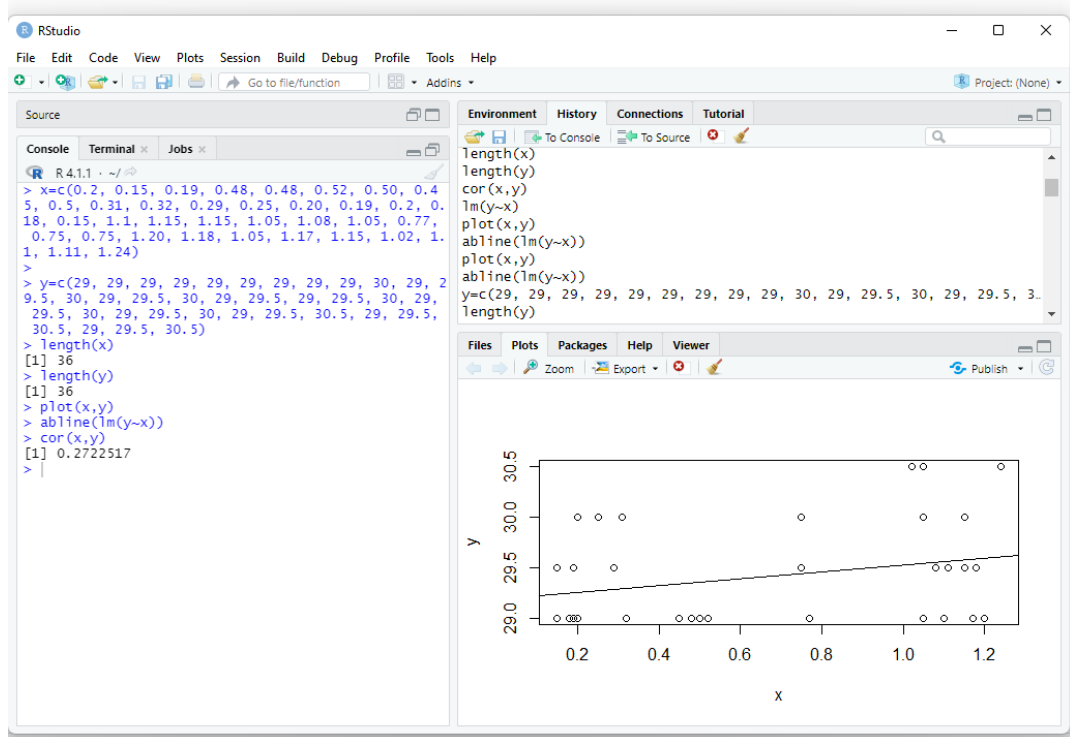 RStudio
File Edit Code View Plots Session Build Debug Profile Tools Help
Go to file/function
Addins
Project: (None)
Source
Console Terminal Jobs
R 4.1.1 · ~/
> x=c(0.2, 0.15, 0.19, 0.48, 0.48, 0.52, 0.50, 0.4
5, 0.5, 0.31, 0.32, 0.29, 0.25, 0.20, 0.19, 0.2, 0.
18, 0.15, 1.1, 1.15, 1.15, 1.05, 1.08, 1.05, 0.77,
0.75, 0.75, 1.20, 1.18, 1.05, 1.17, 1.15, 1.02, 1.
1, 1.11, 1.24)
>
> y=c(29, 29, 29, 29, 29, 29, 29, 29, 29, 30, 29, 2
9.5, 30, 29, 29.5, 30, 29, 29.5, 29, 29.5, 30, 29,
29.5, 30, 29, 29.5, 30, 29, 29.5, 30.5, 29, 29.5,
30.5, 29, 29.5, 30.5)
> length(x)
[1] 36
> length(y)
[1] 36
> plot(x,y)
> abline(lm(y~x))
> cor(x,y)
[1] 0.2722517
>
Environment History Connections Tutorial
To Console To Source
length(x)
length(y)
cor(x,y)
lm(y~x)
plot(x,y)
abline(lm(y~x))
plot(x,y)
abline(lm(y~x))
y=c(29, 29, 29, 29, 29, 29, 29, 29, 29, 30, 29, 29.5, 30, 29, 29.5, 3…
length(y)
Files Plots Packages Help Viewer
Zoom Export Publish
30.5
30.0
29.5
29.0
y
0.2 0.4 0.6 0.8 1.0 1.2
x